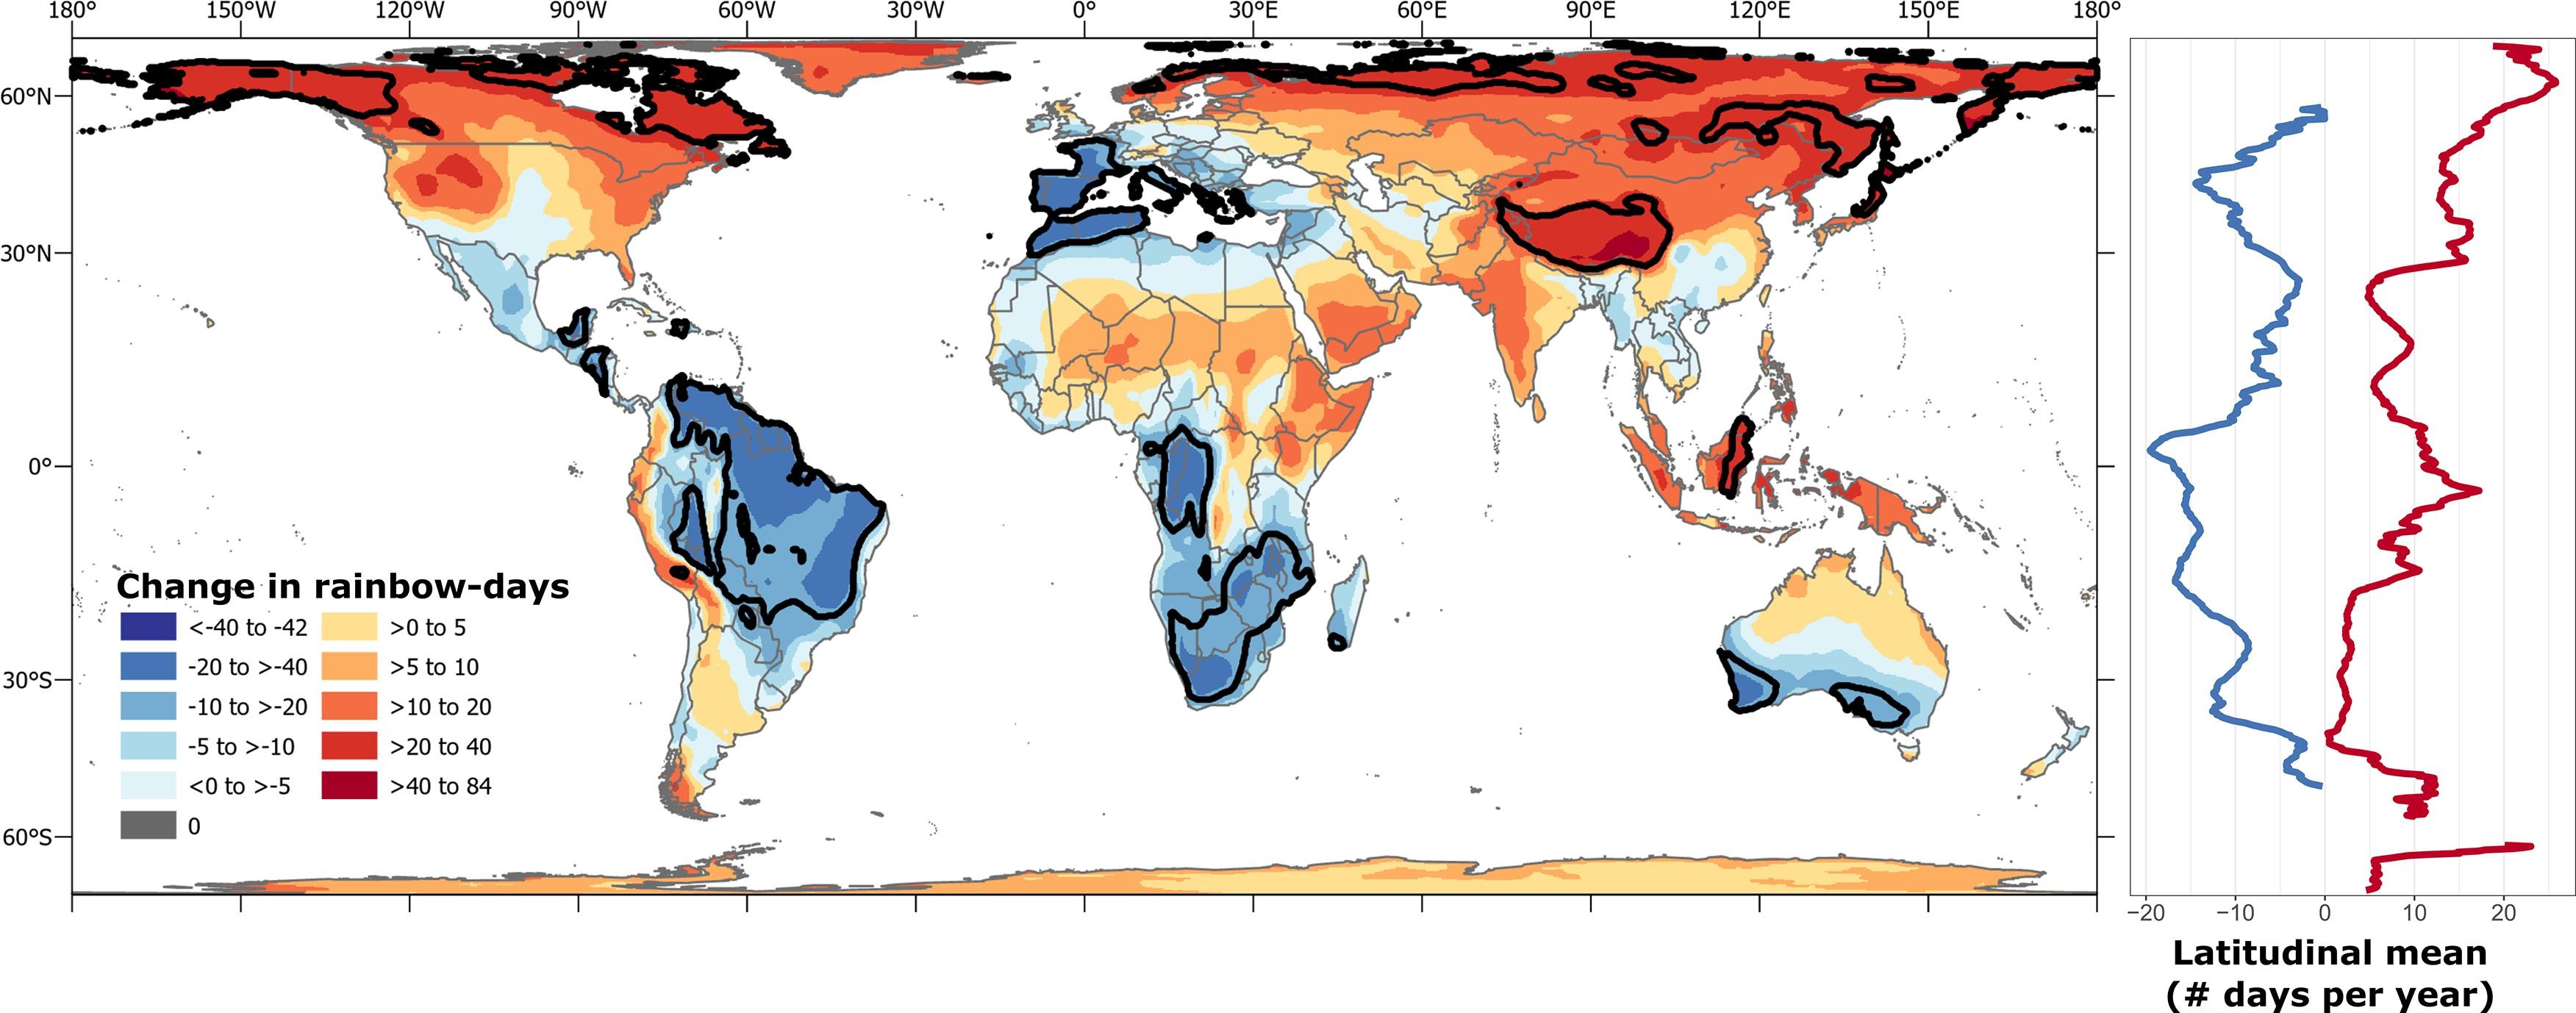 180° 150°W 120°W 90°W 60°W 30°W 0° 30°E 60°E 90°E 120°E 150°E 180°
60°N
30°N
0°
30°S
60°S
Change in rainbow-days
<-40 to -42 >0 to 5
-20 to >-40 >5 to 10
-10 to >-20 >10 to 20
-5 to >-10 >20 to 40
<0 to >-5 >40 to 84
0
−20 −10 0 10 20
Latitudinal mean
(# days per year)